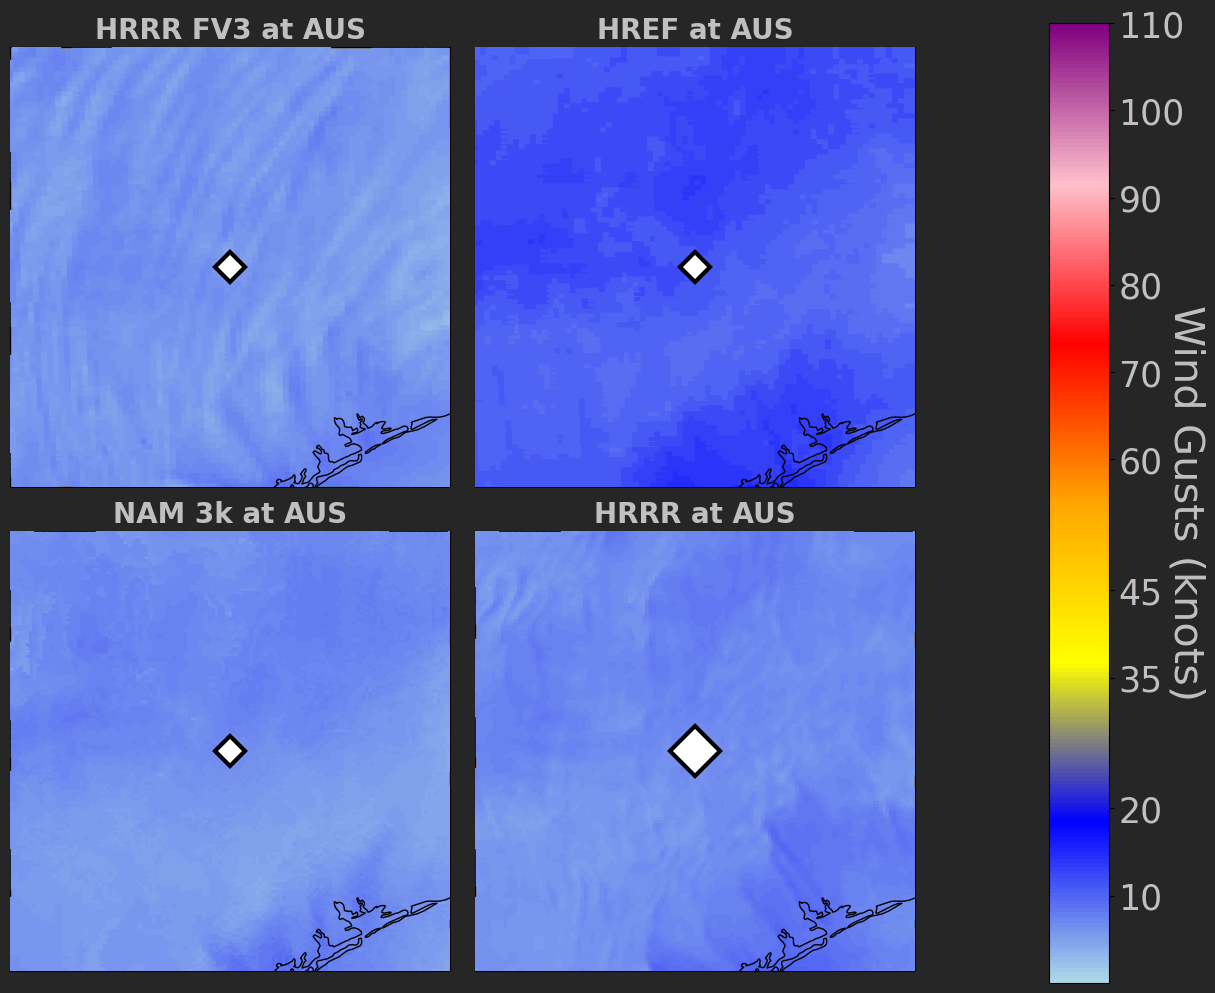 HRRR FV3 at AUS
HREF at AUS
NAM 3k at AUS
HRRR at AUS
110
100
90
80
70
60
45
35
20
10
Wind Gusts (knots)